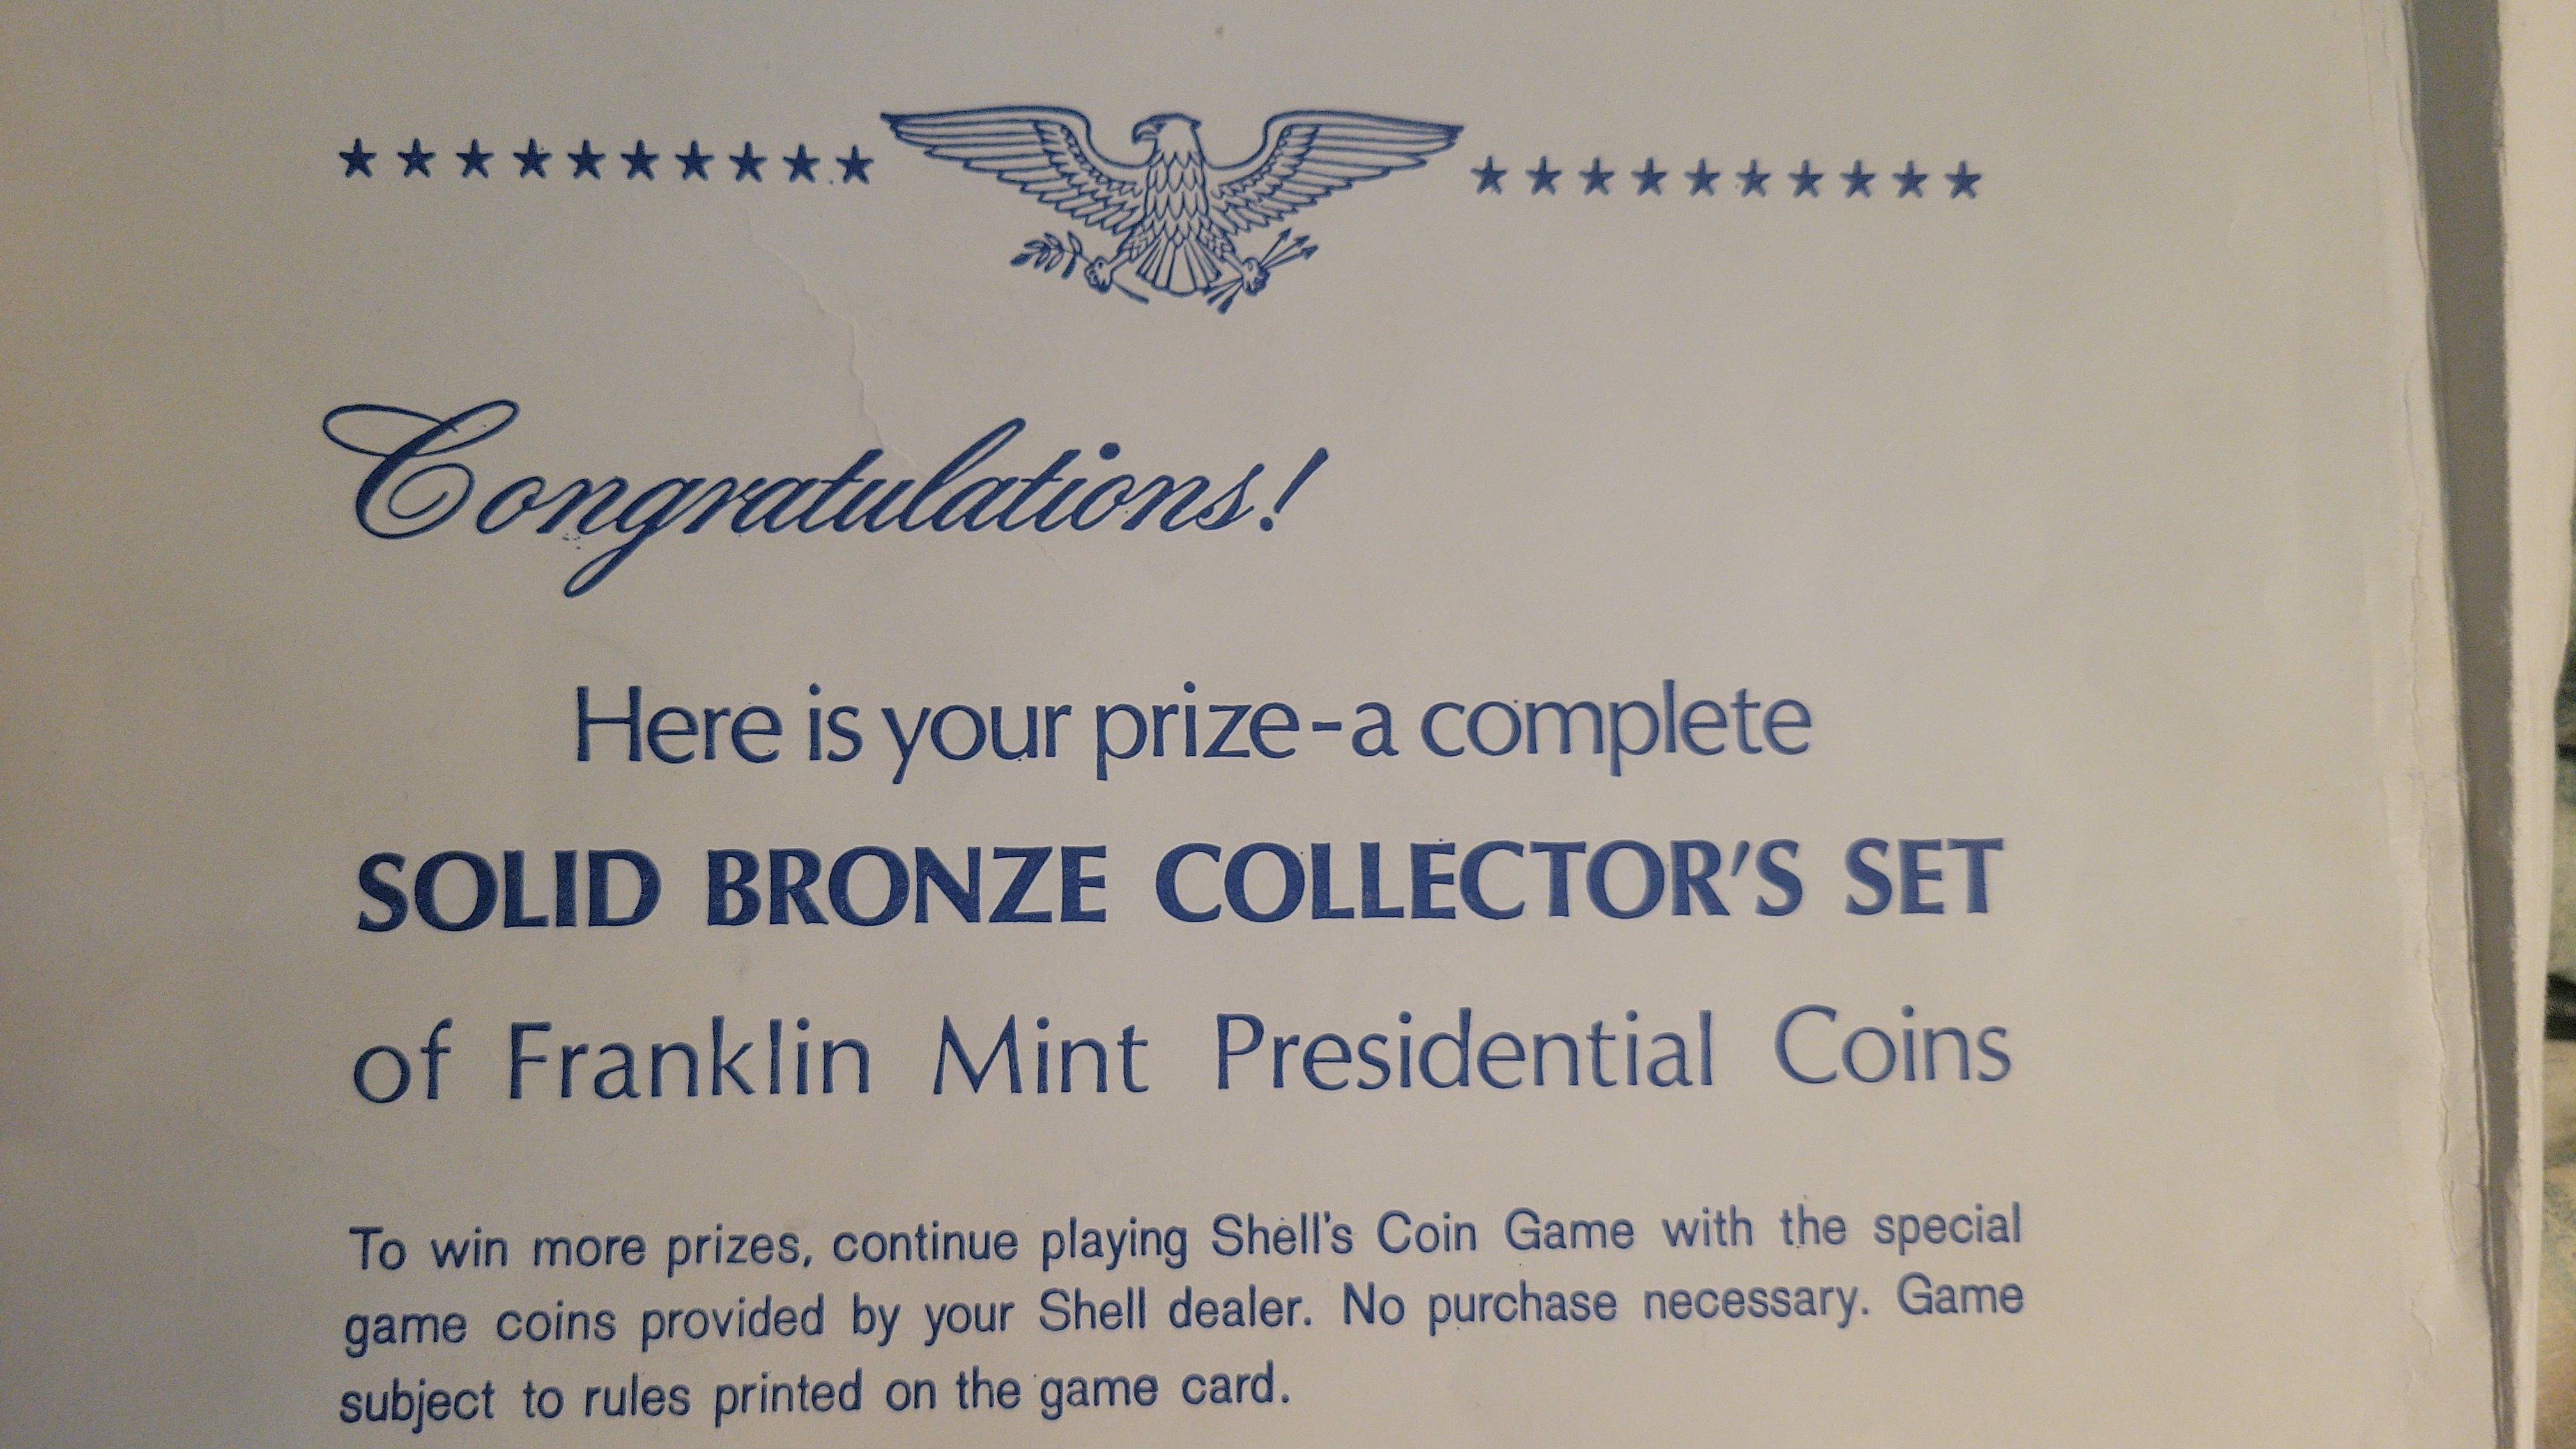 Congratulations!
Here is your prize-a complete
SOLID BRONZE COLLECTOR'S SET
of Franklin Mint Presidential Coins
To win more prizes, continue playing Shell's Coin Game with the special
game coins provided by your Shell dealer. No purchase necessary. Game
subject to rules printed on the game card.